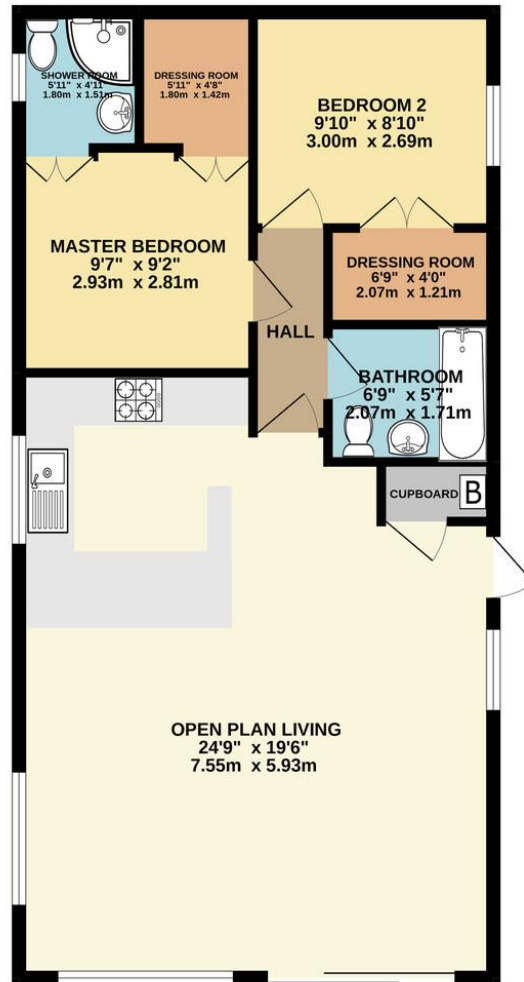 SHOWER ROOM
5'11" x 4'11"
1.80m x 1.51m
DRESSING ROOM
5'11" x 4'8"
1.80m x 1.42m
BEDROOM 2
9'10" x 8'10"
3.00m x 2.69m
MASTER BEDROOM
9'7" x 9'2"
2.93m x 2.81m
DRESSING ROOM
6'9" x 4'0"
2.07m x 1.21m
HALL
BATHROOM
6'9" x 5'7"
2.07m x 1.71m
CUPBOARD
B
OPEN PLAN LIVING
24'9" x 19'6"
7.55m x 5.93m